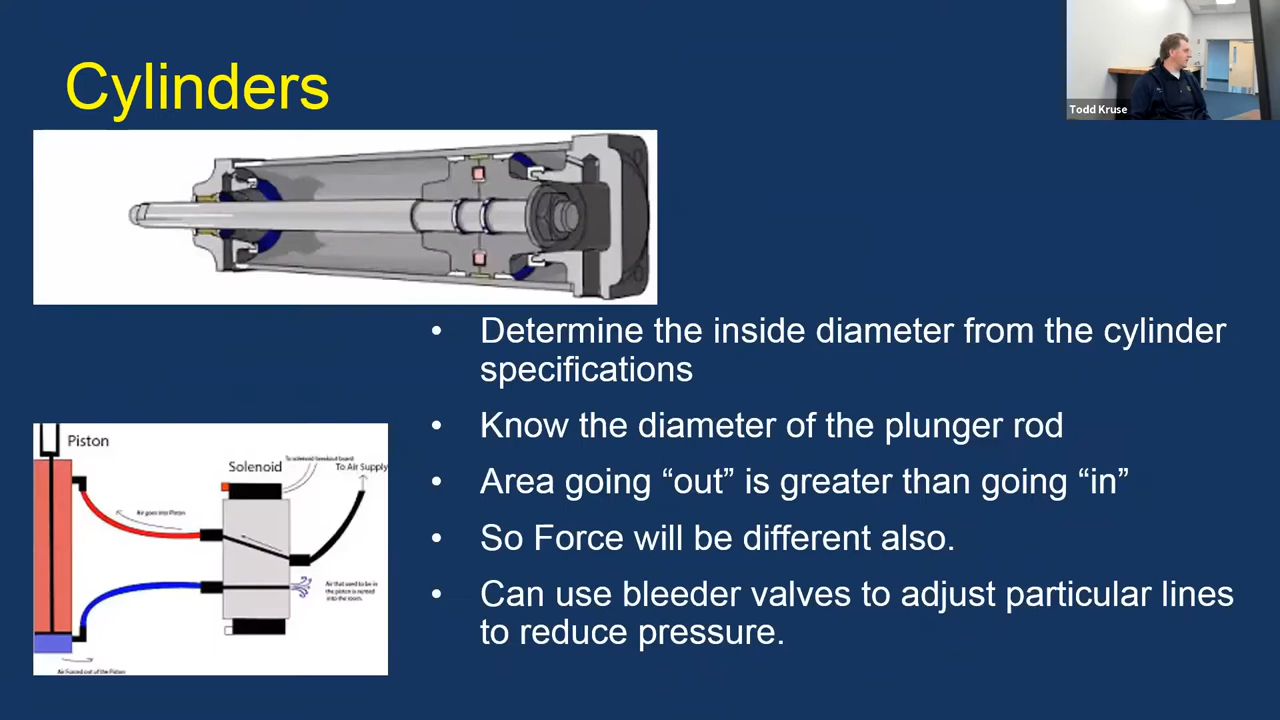 Cylinders
Todd Kruse
• Determine the inside diameter from the cylinder
specifications
• Know the diameter of the plunger rod
• Area going “out” is greater than going “in”
• So Force will be different also.
• Can use bleeder valves to adjust particular lines
to reduce pressure.
Piston
Solenoid
To solenoid breakout board
To Air Supply
Air goes into Piston
Air that used to be in
the piston is vented
into the room.
Air Forced out of the Piston